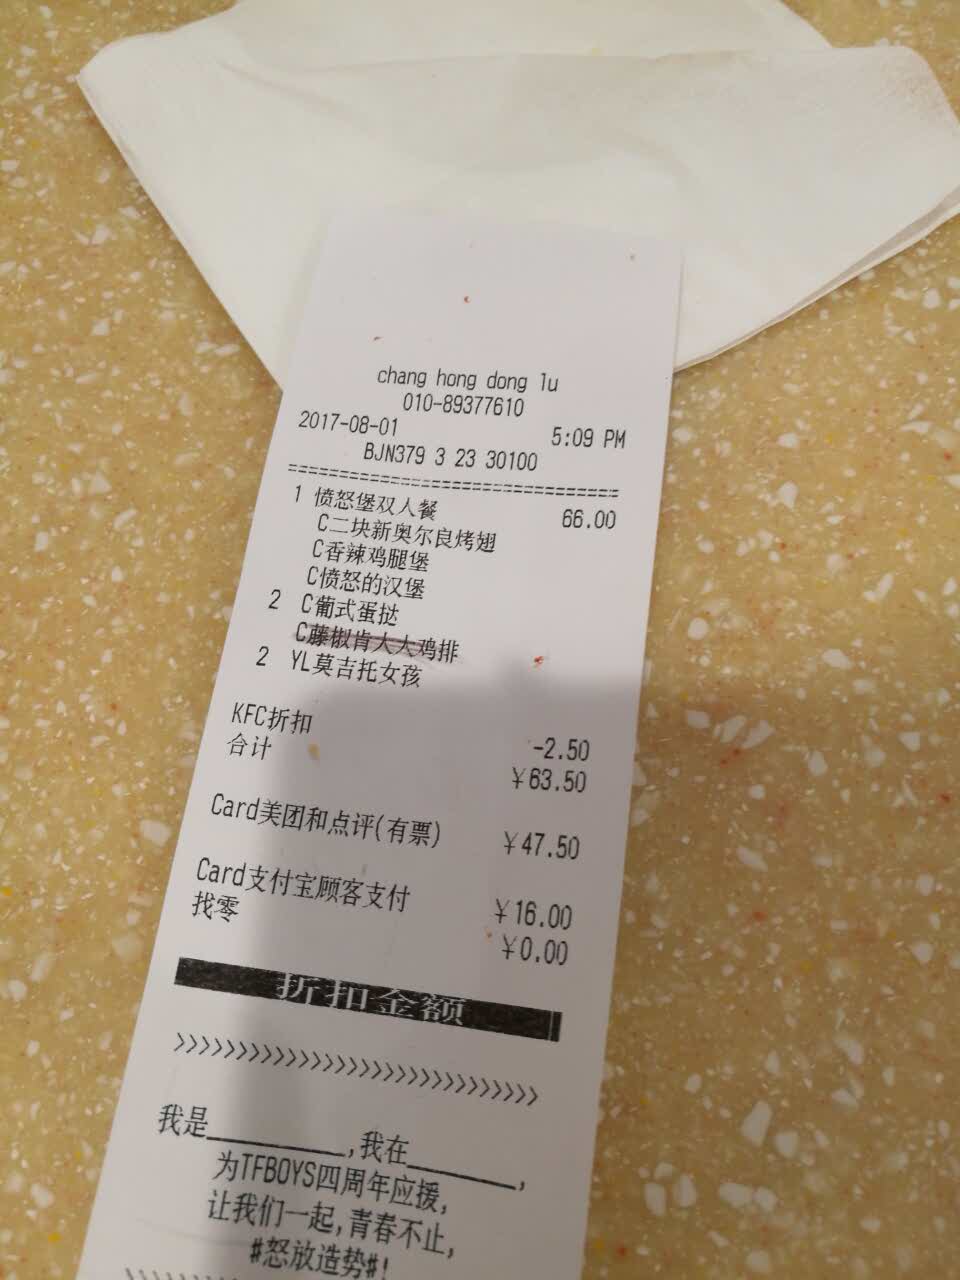 chang hong dong lu
010-89377610
2017-08-01 5:09 PM
BJN379 3 23 30100
================================
1 愤怒堡双人餐 66.00
C二块新奥尔良烤翅
C香辣鸡腿堡
C愤怒的汉堡
2 C葡式蛋挞
C藤椒肯大大鸡排
2 YL莫吉托女孩
KFC折扣 -2.50
合计 ￥63.50
Card美团和点评(有票) ￥47.50
Card支付宝顾客支付 ￥16.00
找零 ￥0.00
折扣金额
>>>>>>>>>>>>>>>>>>>>>>>>>>>>>
我是__________,我在________,
为TFBOYS四周年应援,
让我们一起,青春不止,
#怒放造势#!